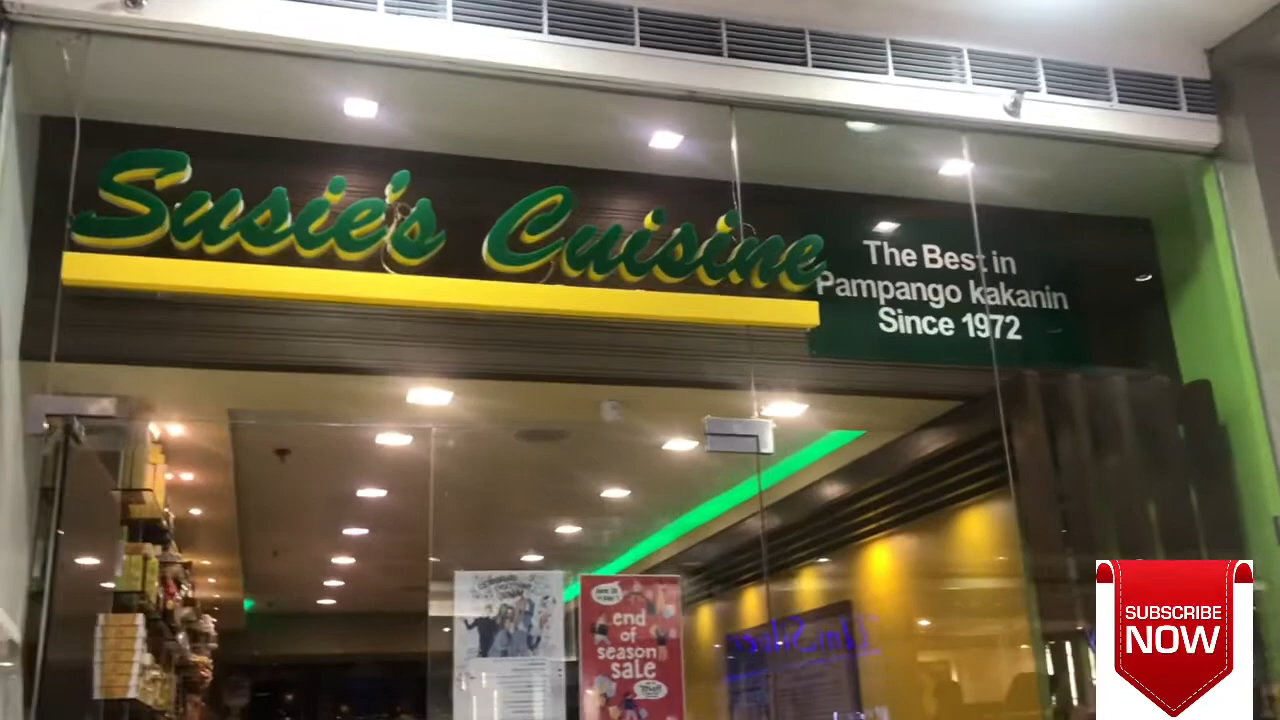 Susie's Cuisine
The Best in
Pampango kakanin
Since 1972
end
of
season
sale
SUBSCRIBE
NOW